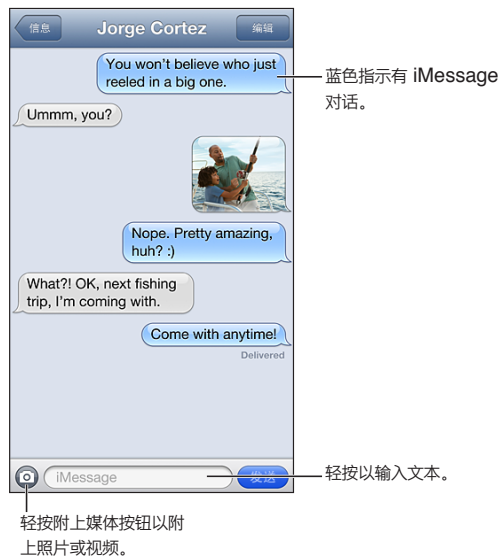 信息
Jorge Cortez
编辑
You won't believe who just
reeled in a big one.
蓝色指示有 iMessage
对话。
Ummm, you?
Nope. Pretty amazing,
huh? :)
What?! OK, next fishing
trip, I'm coming with.
Come with anytime!
Delivered
iMessage
发送
轻按以输入文本。
轻按附上媒体按钮以附
上照片或视频。